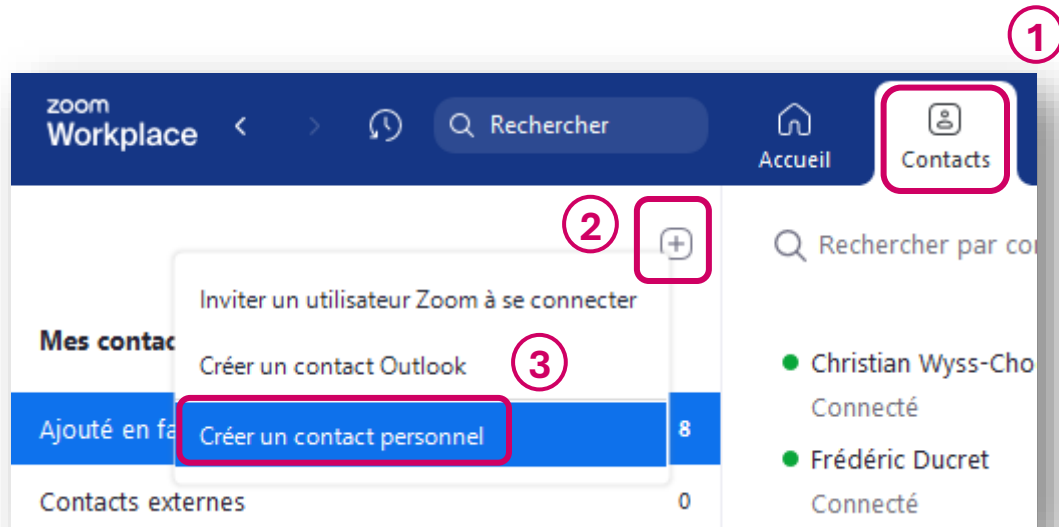 1
zoom
Workplace
Rechercher
Accueil
Contacts
2
Rechercher par
Inviter un utilisateur Zoom à se connecter
Mes contac
Créer un contact Outlook
3
Christian Wyss-Cho
Connecté
Ajouté en fa
Créer un contact personnel
8
Frédéric Ducret
Contacts externes
0
Connecté